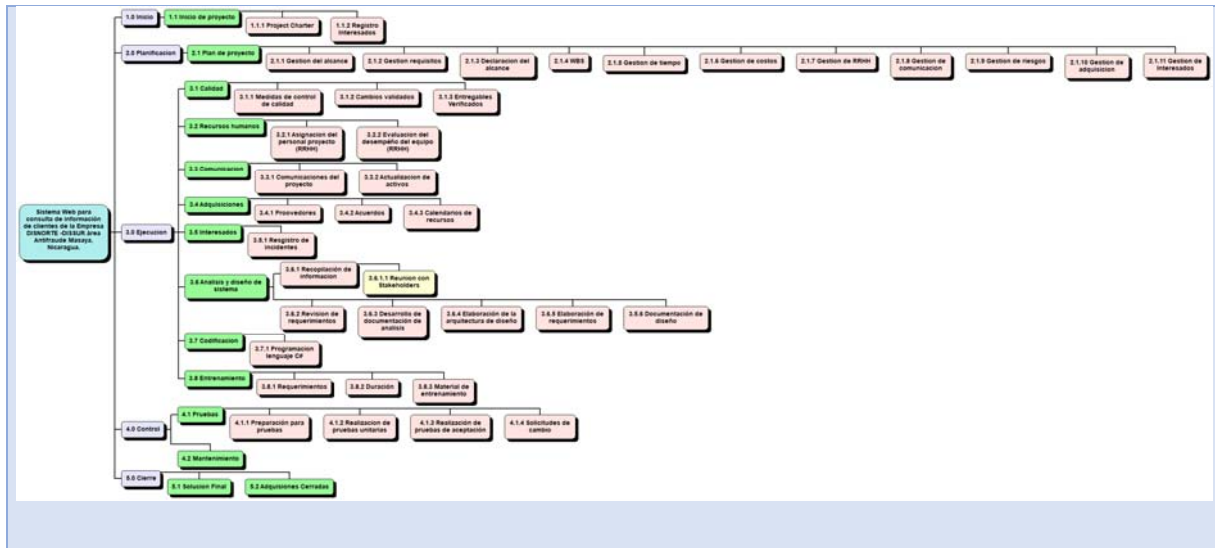 1.0 Inicio
1.1 Inicio de proyecto
1.1.1 Project Charter
1.1.2 Registro
Interesados
2.0 Planificacion
2.1 Plan de proyecto
2.1.1 Gestion del alcance
2.1.2 Gestion requisitos
2.1.3 Declaracion del
alcance
2.1.4 WBS
2.1.5 Gestion de tiempo
2.1.6 Gestion de costos
2.1.7 Gestion de RRHH
2.1.8 Gestion de
comunicación
2.1.9 Gestion de riesgos
2.1.10 Gestion de
adquisicion
2.1.11 Gestion de
Interesados
Sistema Web para
consulta de información
de clientes de la Empresa
DISNORTE -DISSUR área
Antifraude Masaya,
Nicaragua.
3.0 Ejecucion
3.1 Calidad
3.1.1 Medidas de control
de calidad
3.1.2 Cambios validados
3.1.3 Entregables
Verificados
3.2 Recursos humanos
3.2.1 Asignacion del
personal proyecto
(RRHH)
3.2.2 Evaluacion del
desempeño del equipo
(RRHH)
3.3 Comunicacion
3.3.1 Comunicaciones del
proyecto
3.3.2 Actualizacion de
activos
3.4 Adquisiciones
3.4.1 Proovedores
3.4.2 Acuerdos
3.4.3 Calendarios de
recursos
3.5 Interesados
3.5.1 Resgistro de
incidentes
3.6 Analisis y diseño de
sistema
3.6.1 Recopilación de
informacion
3.6.1.1 Reunion con
Stakeholders
3.6.2 Revision de
requerimientos
3.6.3 Desarrollo de
documentación de
analisis
3.6.4 Elaboración de la
arquitectura de diseño
3.6.5 Elaboración de
requerimientos
3.5.6 Documentación de
diseño
3.7 Codificacion
3.7.1 Programacion
lenguaje C#
3.8 Entrenamiento
3.8.1 Requerimientos
3.8.2 Duración
3.8.3 Material de
entrenamiento
4.0 Control
4.1 Pruebas
4.1.1 Preparación para
pruebas
4.1.2 Realizacion de
pruebas unitarias
4.1.3 Realización de
pruebas de aceptación
4.1.4 Solicitudes de
cambio
4.2 Mantenimiento
5.0 Cierre
5.1 Solucion Final
5.2 Adquisiones Cerradas